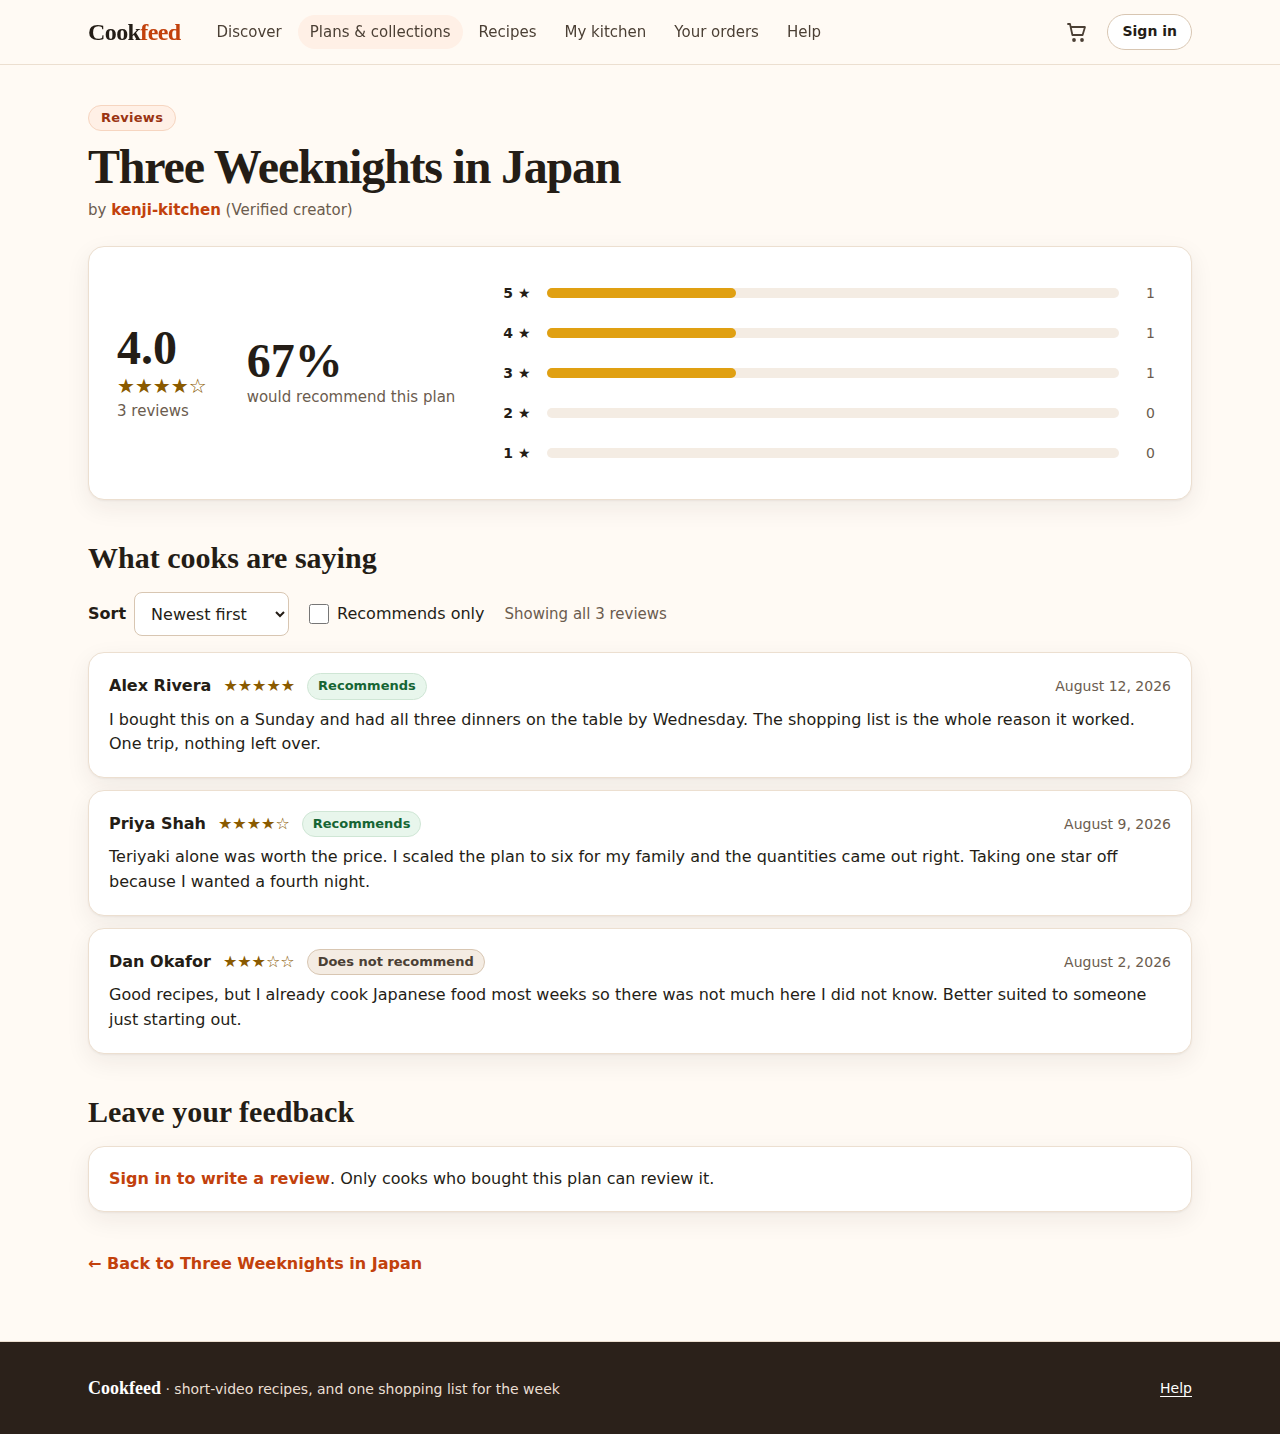 Cookfeed Discover Plans & collections Recipes My kitchen Your orders Help Sign in
Reviews
Three Weeknights in Japan
by kenji-kitchen (Verified creator)
4.0
★★★★☆
3 reviews
67%
would recommend this plan
5 ★ 1
4 ★ 1
3 ★ 1
2 ★ 0
1 ★ 0
What cooks are saying
Sort Newest first Recommends only Showing all 3 reviews
Alex Rivera ★★★★★ Recommends August 12, 2026
I bought this on a Sunday and had all three dinners on the table by Wednesday. The shopping list is the whole reason it worked.
One trip, nothing left over.
Priya Shah ★★★★☆ Recommends August 9, 2026
Teriyaki alone was worth the price. I scaled the plan to six for my family and the quantities came out right. Taking one star off
because I wanted a fourth night.
Dan Okafor ★★★☆☆ Does not recommend August 2, 2026
Good recipes, but I already cook Japanese food most weeks so there was not much here I did not know. Better suited to someone
just starting out.
Leave your feedback
Sign in to write a review. Only cooks who bought this plan can review it.
← Back to Three Weeknights in Japan
Cookfeed · short-video recipes, and one shopping list for the week Help